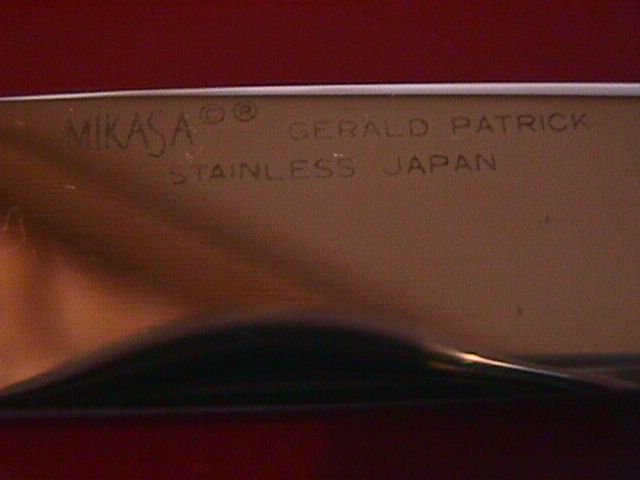 MIKASA © ® GERALD PATRICK
STAINLESS JAPAN